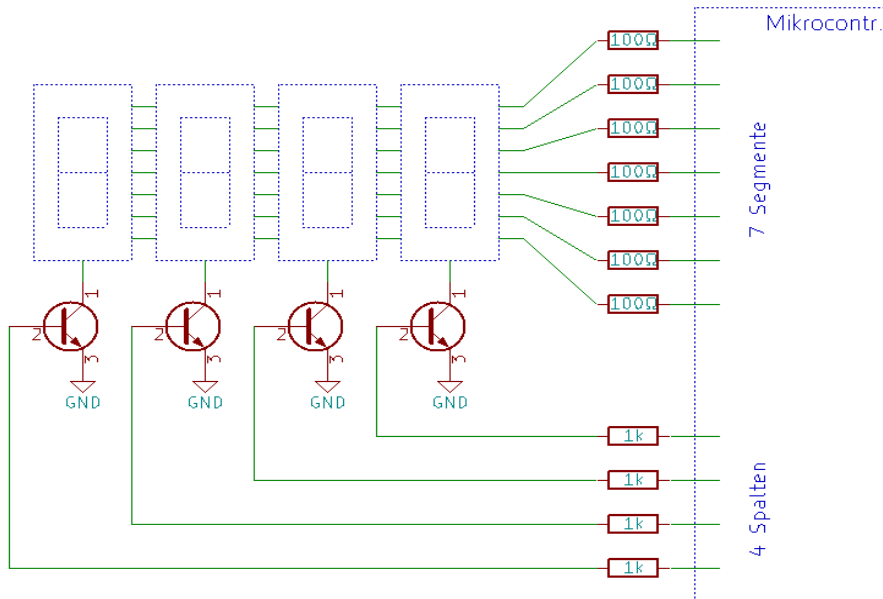 Mikrocontr.
100Ω
100Ω
100Ω
100Ω
100Ω
100Ω
100Ω
7 Segmente
1
2
3
GND
1
2
3
GND
1
2
3
GND
1
2
3
GND
1k
1k
1k
1k
4 Spalten